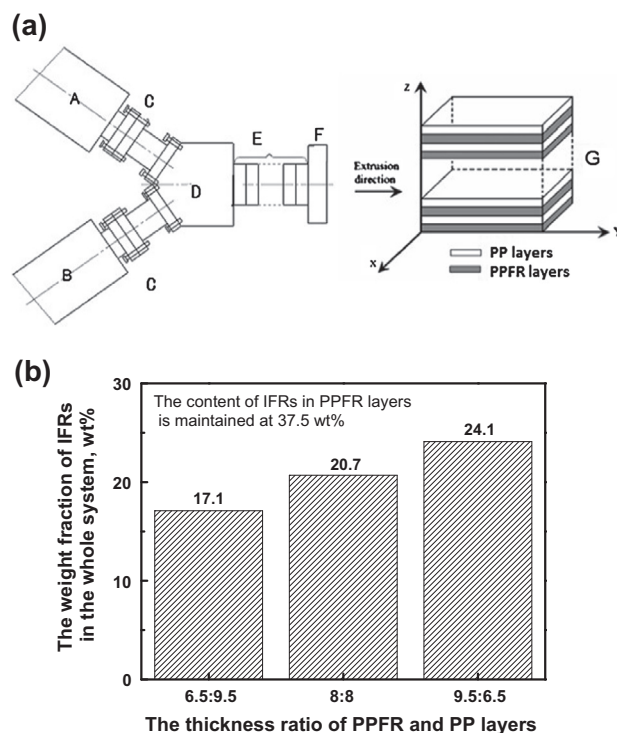 (a)
A
C
E
F
D
B
C
z
Extrusion
direction
G
Y
x
PP layers
PPFR layers
(b)
The weight fraction of IFRs
in the whole system, wt%
30
20
10
0
The content of IFRs in PPFR layers
is maintained at 37.5 wt%
17.1
20.7
24.1
6.5:9.5
8:8
9.5:6.5
The thickness ratio of PPFR and PP layers